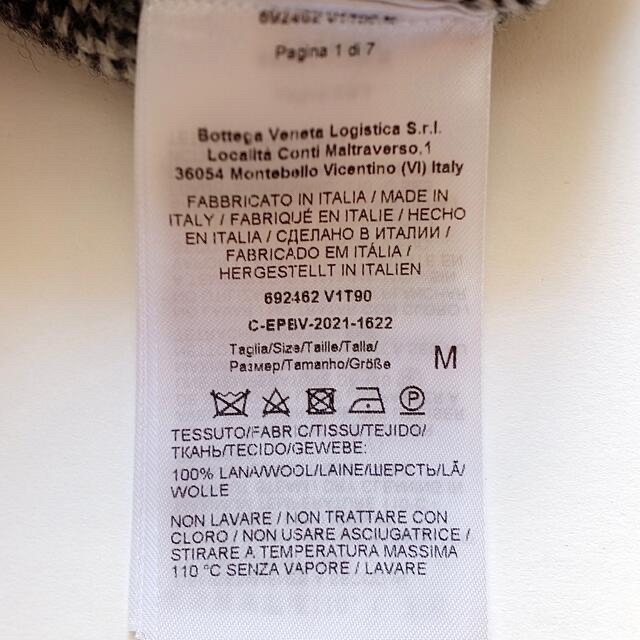 692462 V1T90
Pagina 1 di 7
Bottega Veneta Logistica S.r.l.
Località Conti Maltraverso,1
36054 Montebello Vicentino (VI) Italy
FABBRICATO IN ITALIA / MADE IN
ITALY / FABRIQUÉ EN ITALIE / HECHO
EN ITALIA / СДЕЛАНО В ИТАЛИИ /
FABRICADO EM ITÁLIA /
HERGESTELLT IN ITALIEN
692462 V1T90
C-EPBV-2021-1622
Taglia/Size/Taille/Talla/
Размер/Tamanho/Größe M
P
TESSUTO/FABRIC/TISSU/TEJIDO/
ТКАНЬ/TECIDO/GEWEBE:
100% LANA/WOOL/LAINE/ШЕРСТЬ/LÃ/
WOLLE
NON LAVARE / NON TRATTARE CON
CLORO / NON USARE ASCIUGATRICE /
STIRARE A TEMPERATURA MASSIMA
110 °C SENZA VAPORE / LAVARE